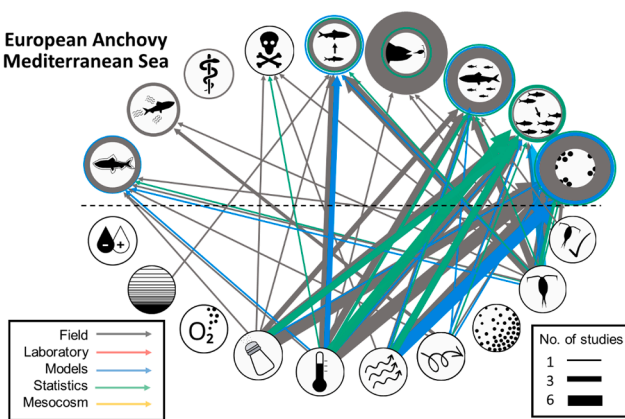 European Anchovy
Mediterranean Sea
O2
Field
Laboratory
Models
Statistics
Mesocosm
No. of studies
1
3
6